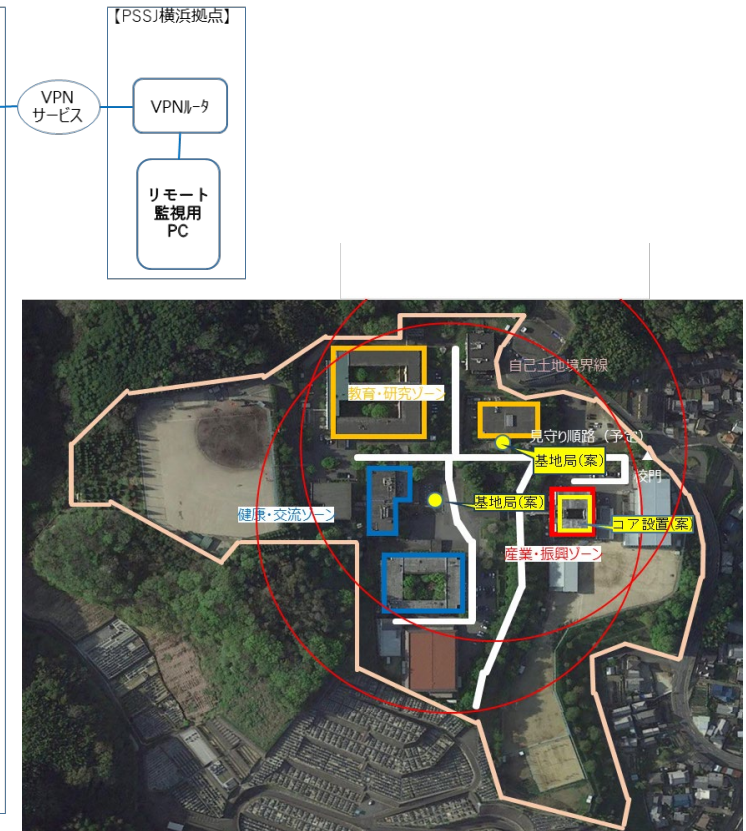 【PSSJ横浜拠点】
VPN
サービス
VPNルータ
リモート
監視用
PC
自己土地境界線
教育・研究ゾーン
見守り順路（予定）
基地局(案)
校門
基地局(案)
健康・交流ゾーン
コア設置(案)
産業・振興ゾーン